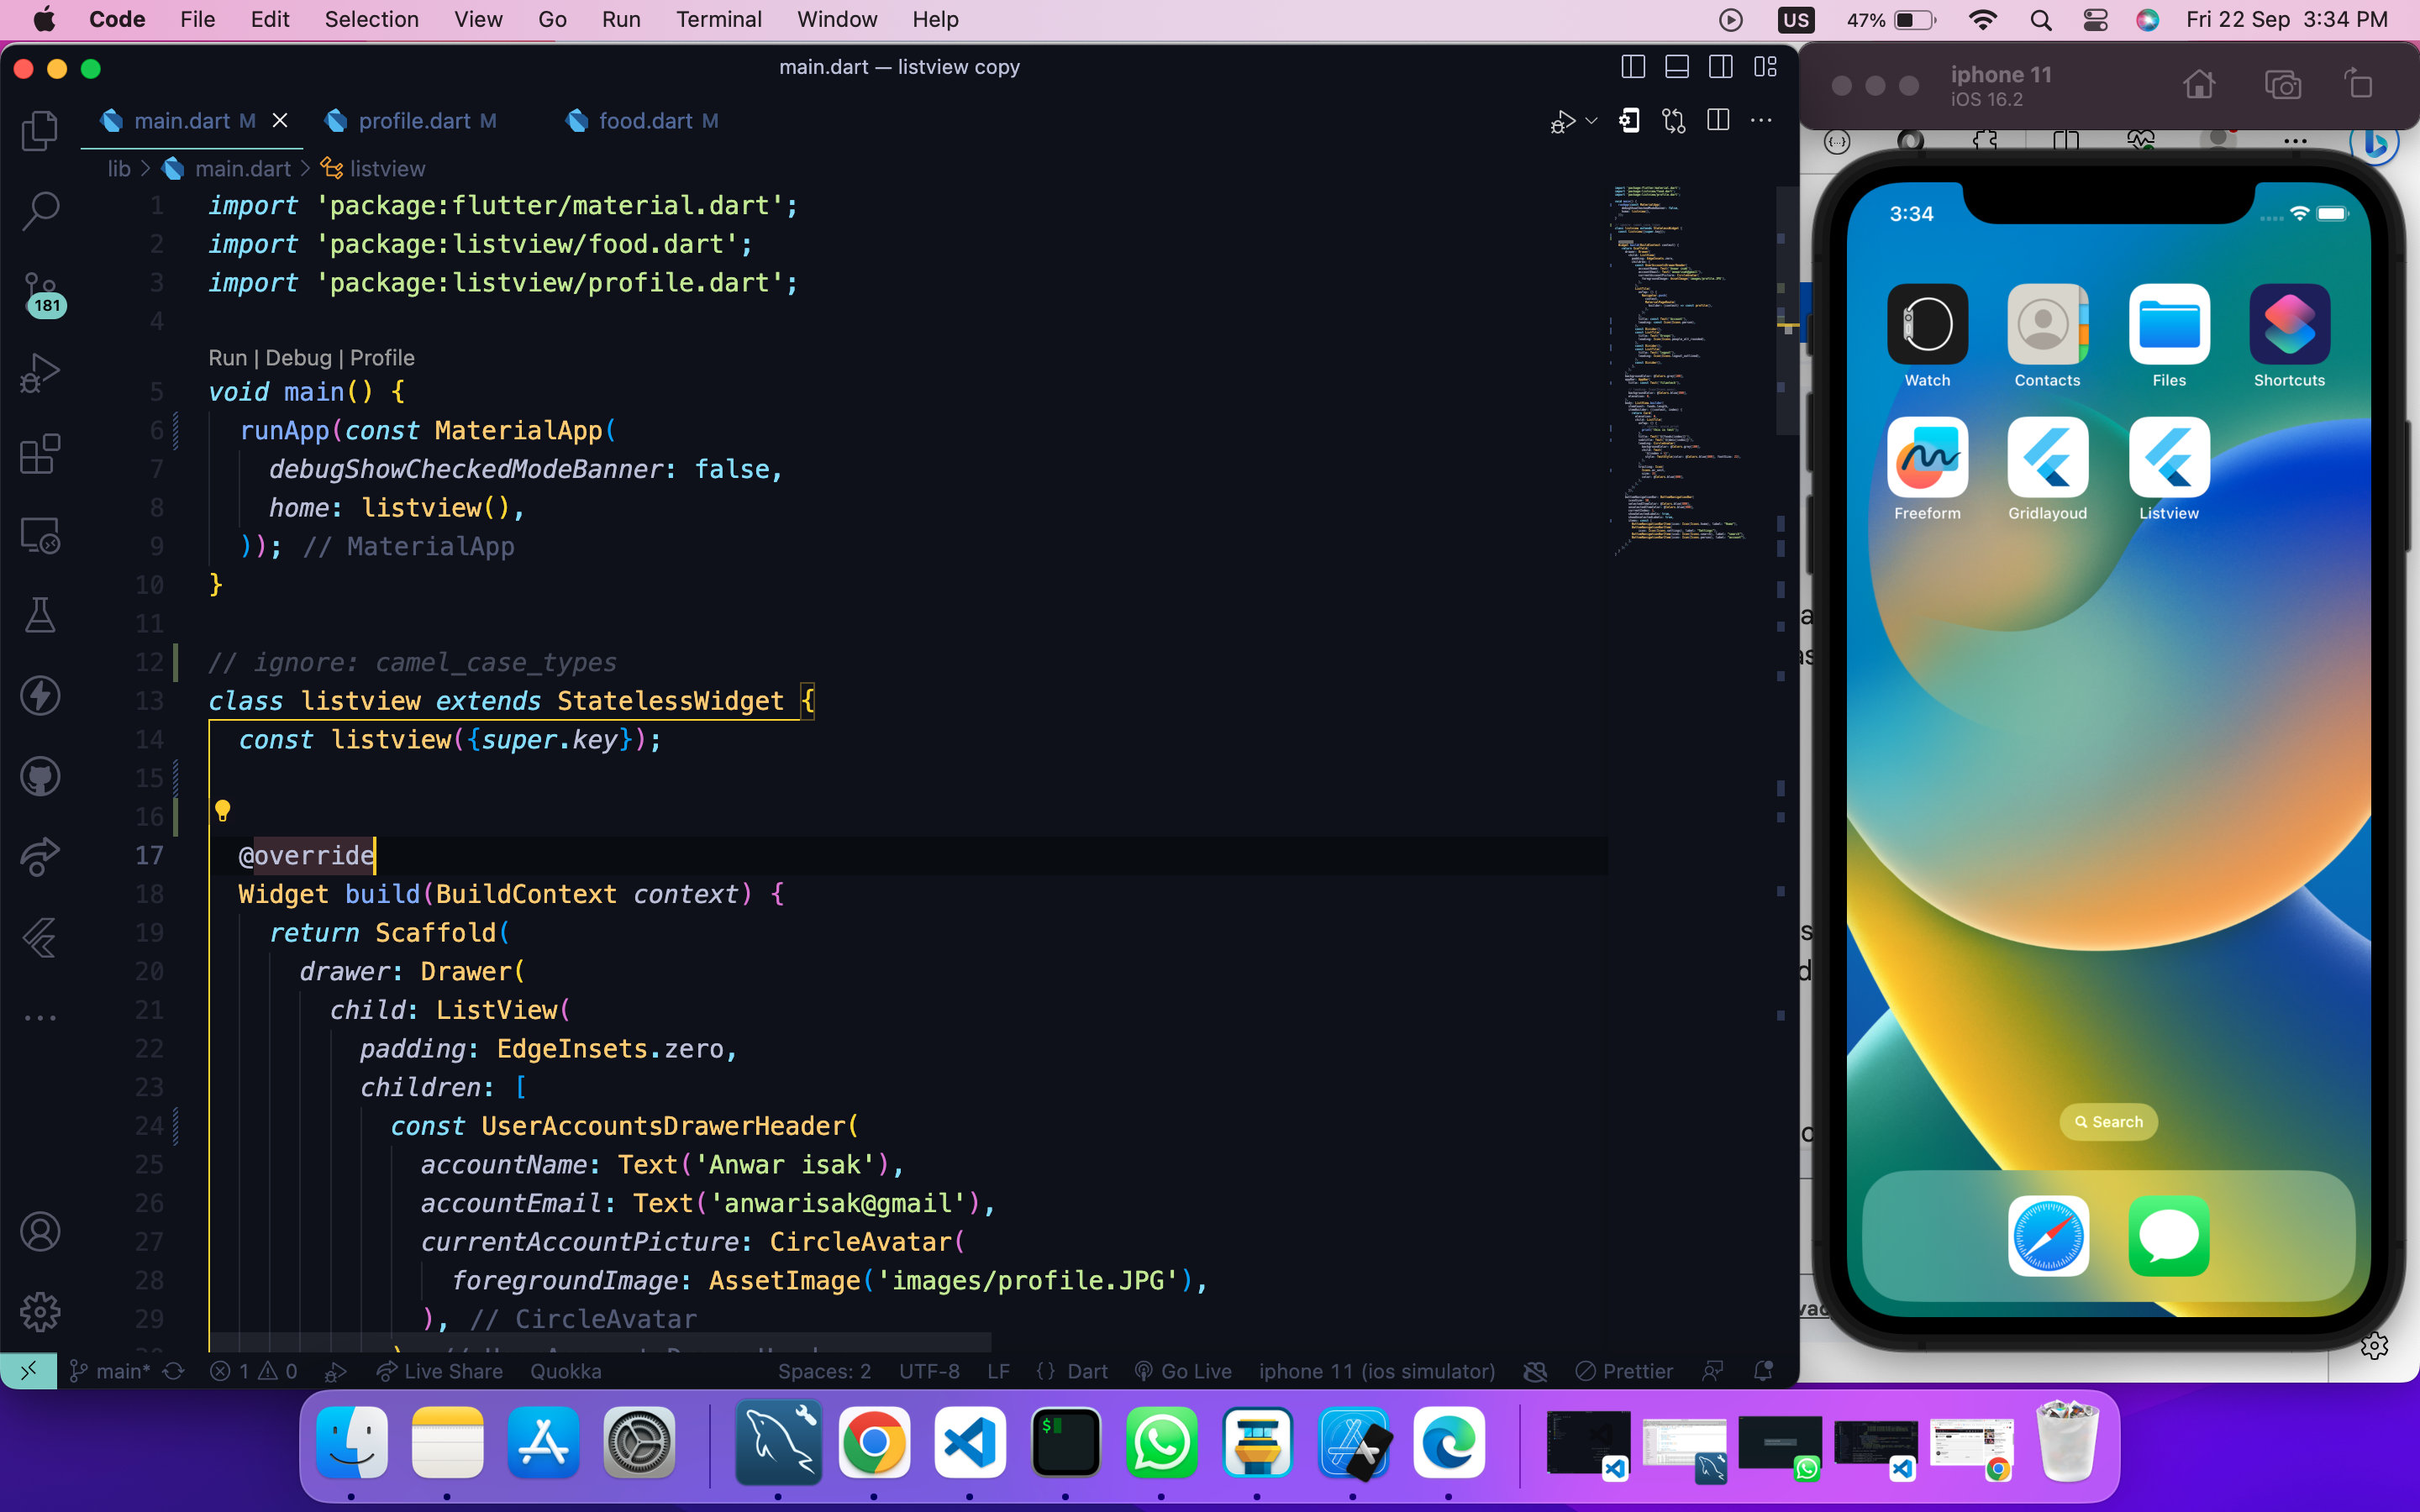 Code File Edit Selection View Go Run Terminal Window Help US 47% Fri 22 Sep 3:34 PM
main.dart — listview copy
main.dart M profile.dart M food.dart M
lib > main.dart > listview
1 import 'package:flutter/material.dart';
2 import 'package:listview/food.dart';
3 import 'package:listview/profile.dart';
4
Run | Debug | Profile
5 void main() {
6 runApp(const MaterialApp(
7 debugShowCheckedModeBanner: false,
8 home: listview(),
9 )); // MaterialApp
10 }
11
12 // ignore: camel_case_types
13 class listview extends StatelessWidget {
14 const listview({super.key});
15
16
17 @override
18 Widget build(BuildContext context) {
19 return Scaffold(
20 drawer: Drawer(
21 child: ListView(
22 padding: EdgeInsets.zero,
23 children: [
24 const UserAccountsDrawerHeader(
25 accountName: Text('Anwar isak'),
26 accountEmail: Text('anwarisak@gmail'),
27 currentAccountPicture: CircleAvatar(
28 foregroundImage: AssetImage('images/profile.JPG'),
29 ), // CircleAvatar
181
main* 1 0 Live Share Quokka Spaces: 2 UTF-8 LF {} Dart Go Live iphone 11 (ios simulator) Prettier
iphone 11
iOS 16.2
3:34
Watch Contacts Files Shortcuts
Freeform Gridlayoud Listview
Search